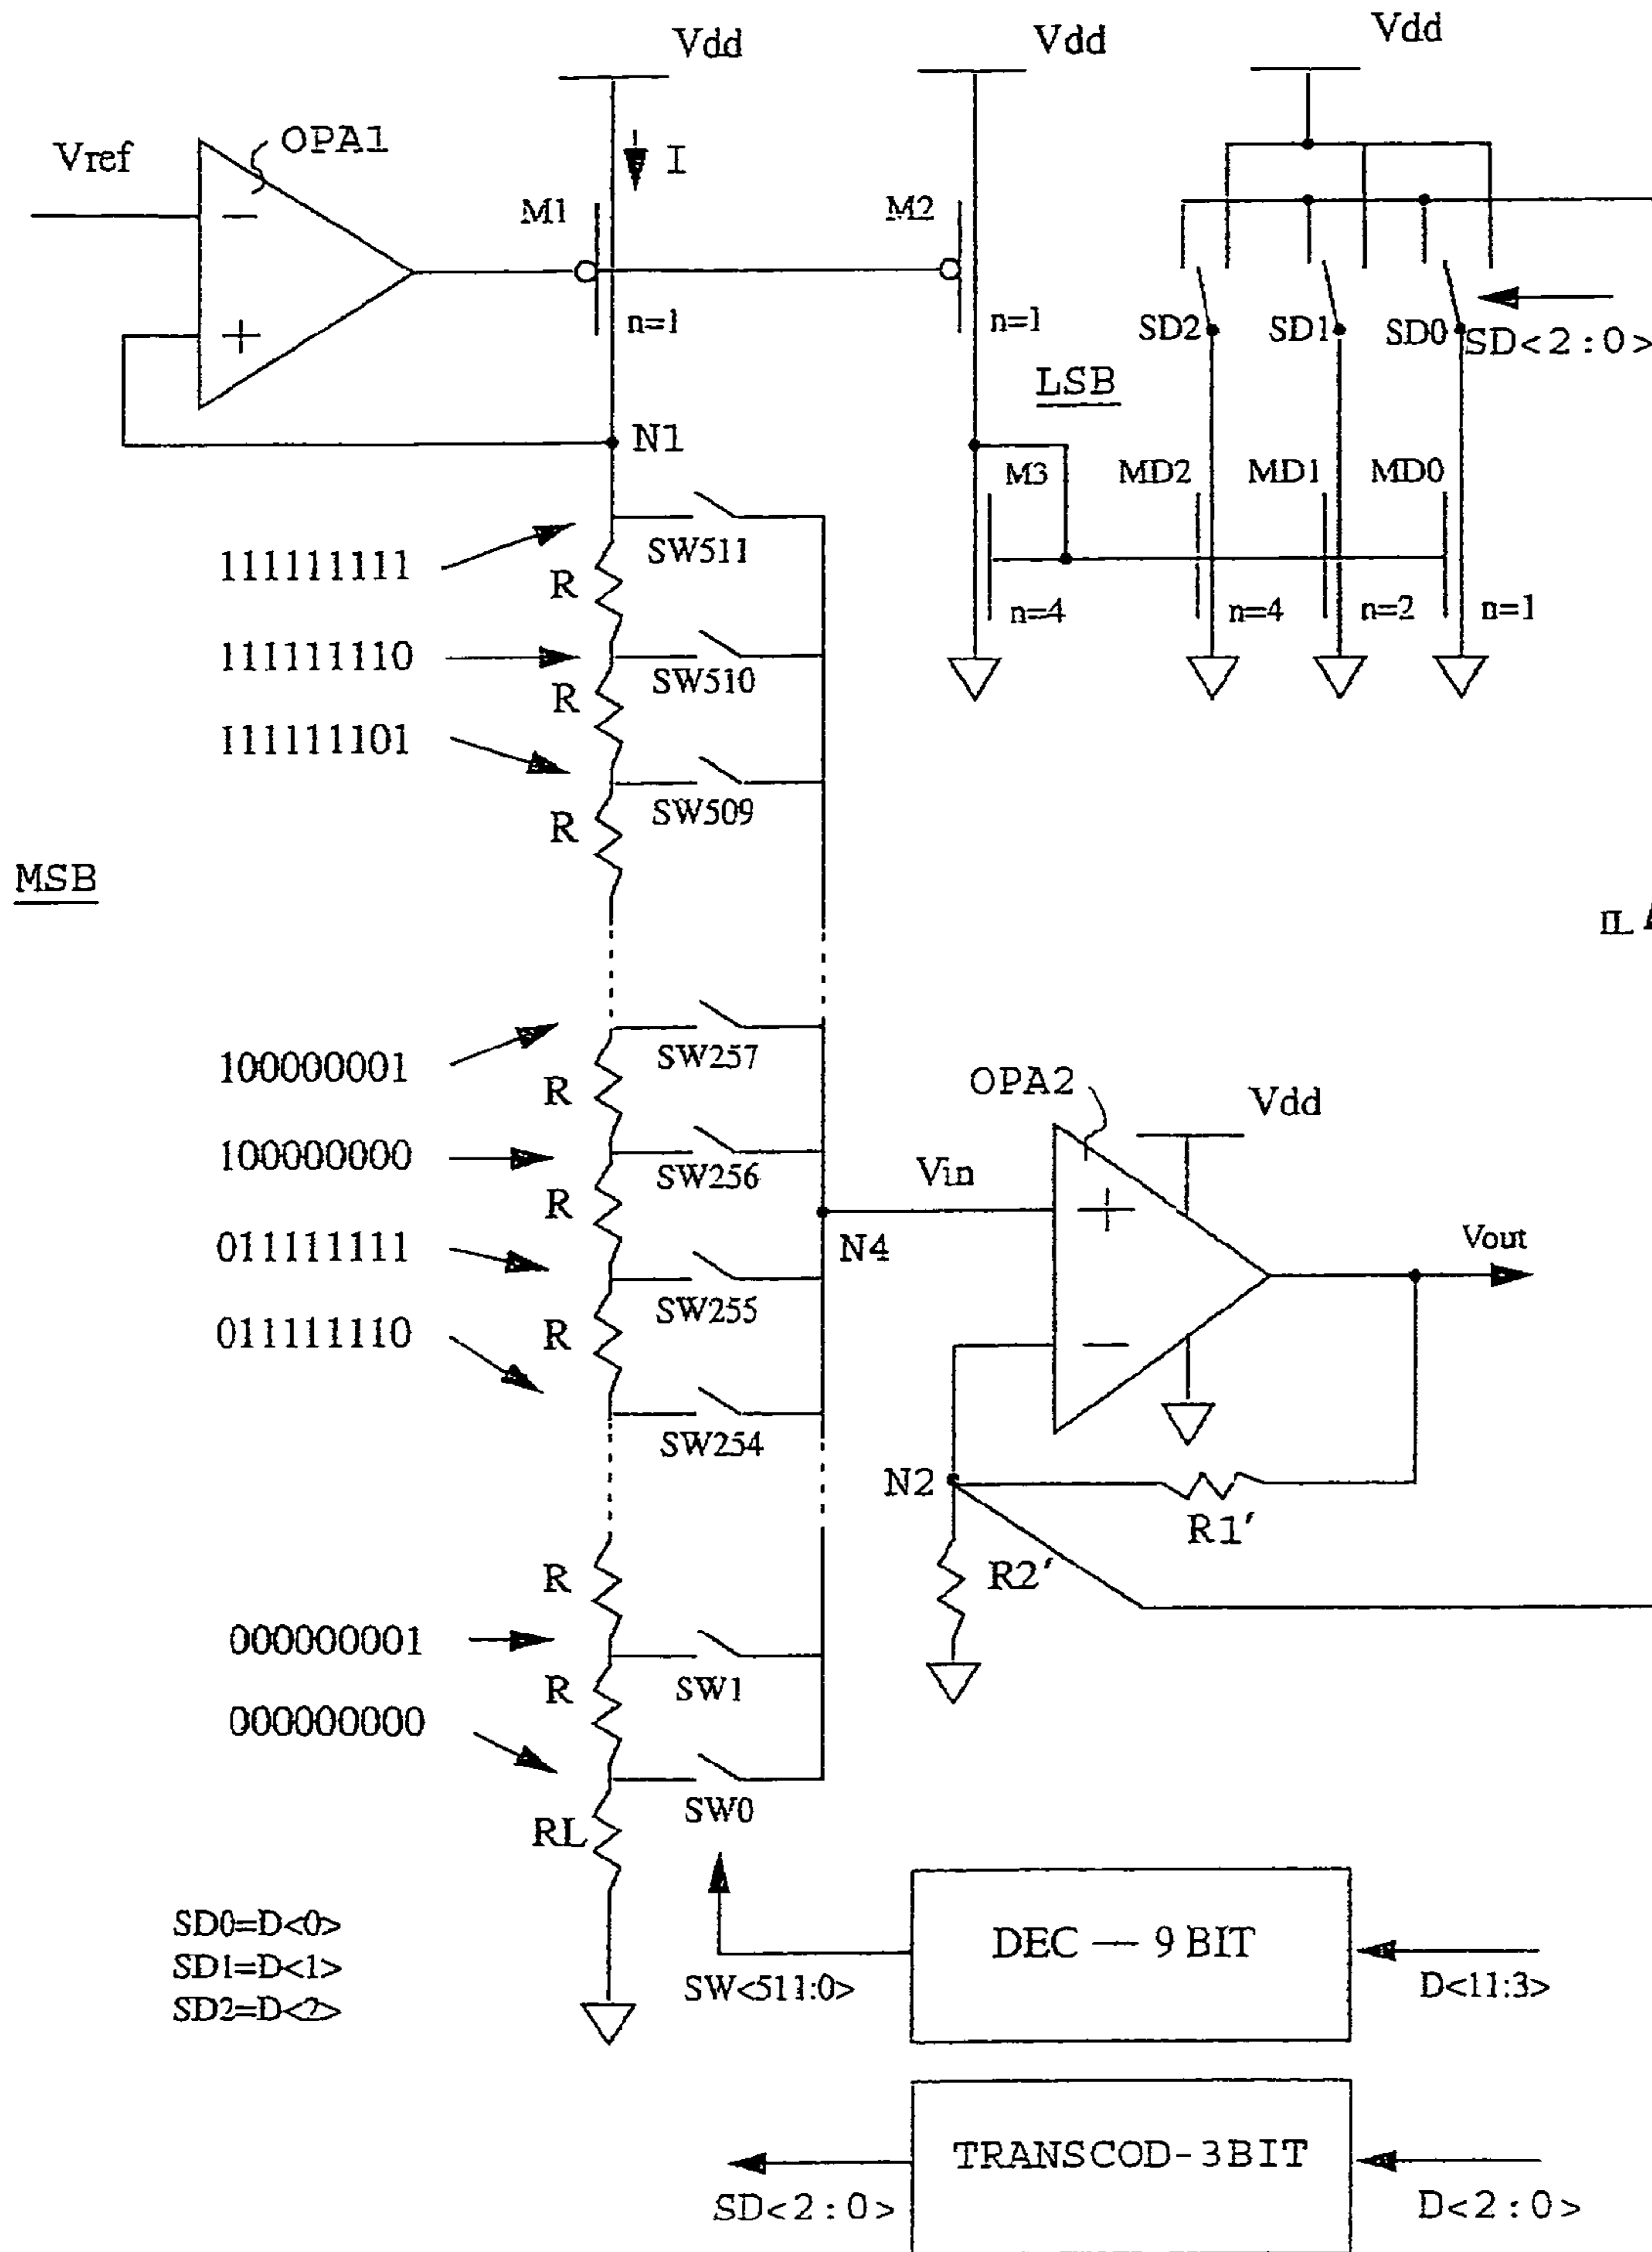 Vdd
Vdd
Vdd
Vref
OPA1
I
M1
M2
−
+
n=1
n=1
SD2
SD1
SD0
SD<2:0>
LSB
N1
M3
MD2
MD1
MD0
n=4
n=4
n=2
n=1
111111111
R
SW511
111111110
R
SW510
111111101
R
SW509
MSB
IL
100000001
R
SW257
100000000
R
SW256
011111111
R
SW255
011111110
SW254
OPA2
Vdd
Vin
+
N4
Vout
−
N2
R1'
R2'
R
000000001
R
SW1
000000000
RL
SW0
SD0=D<0>
SD1=D<1>
SD2=D<2>
DEC — 9 BIT
SW<511:0>
D<11:3>
TRANSCOD-3BIT
SD<2:0>
D<2:0>